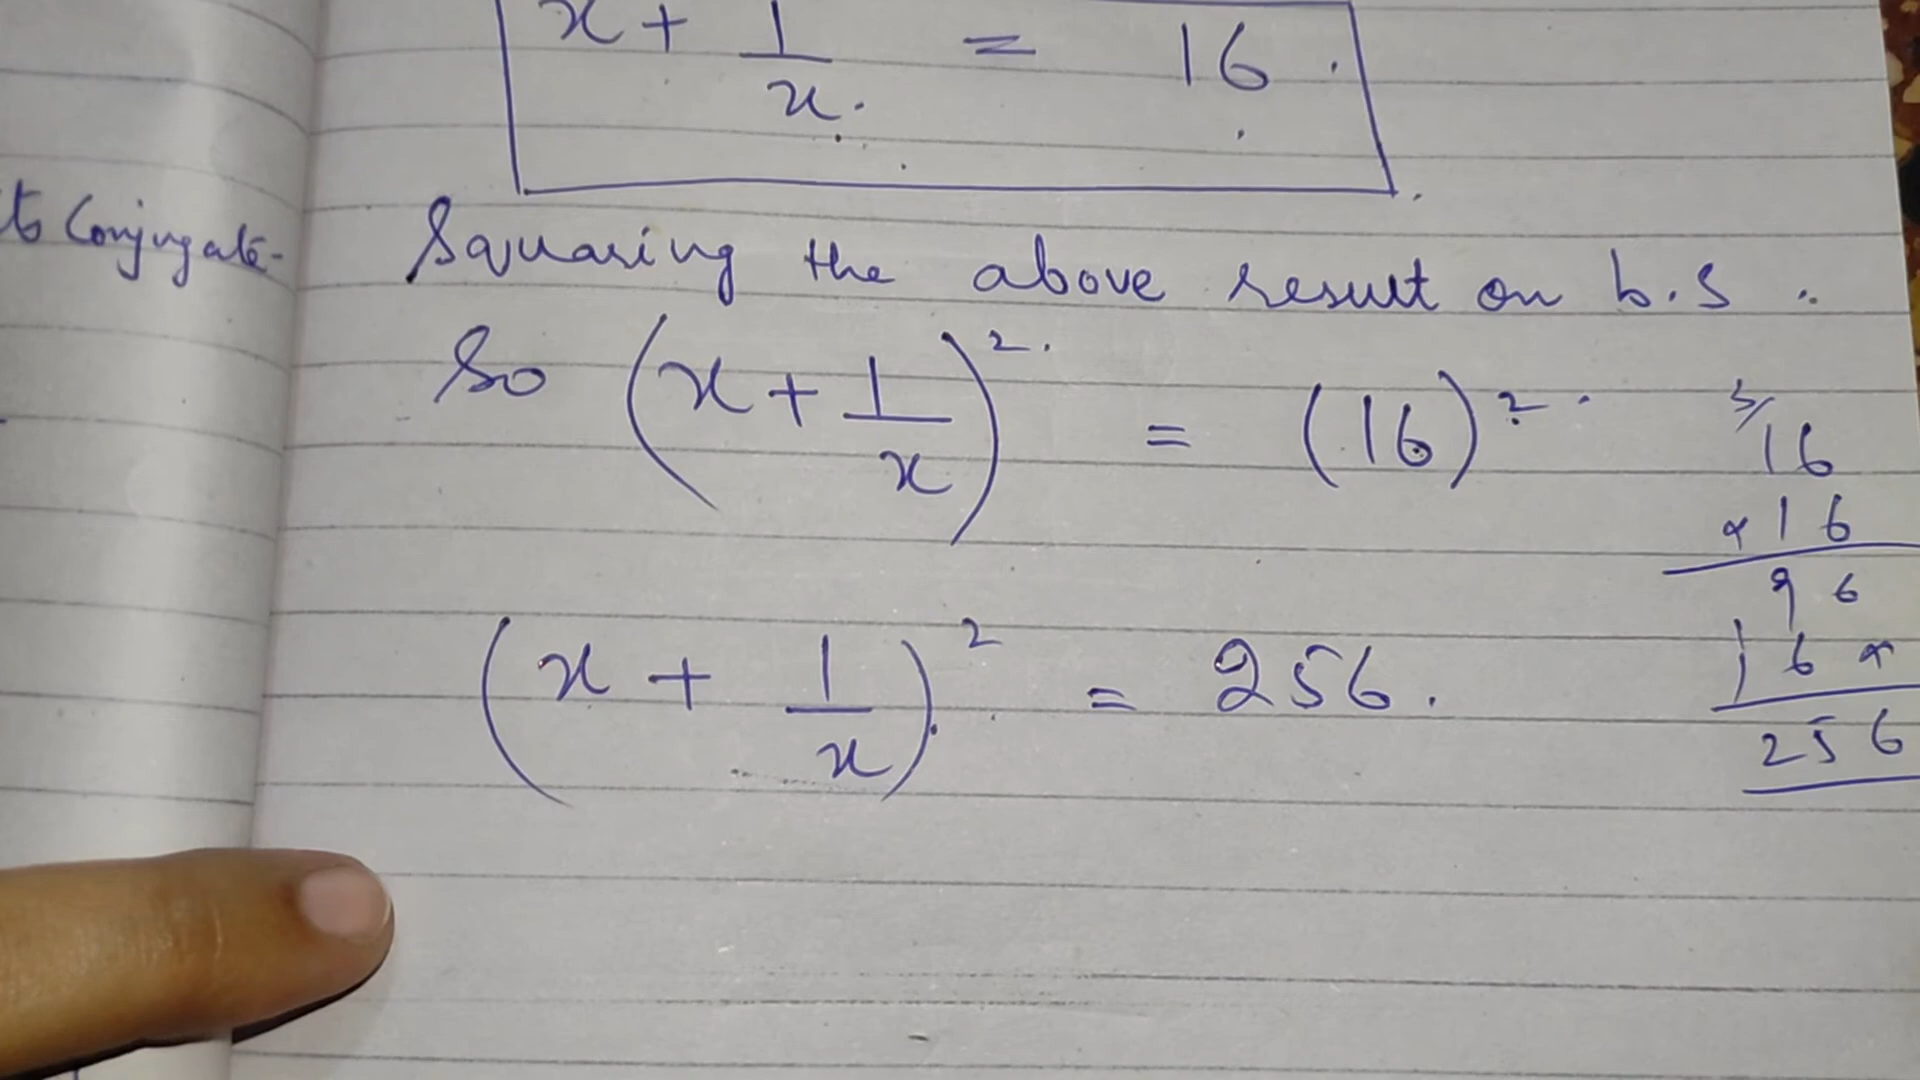 x + 1/x = 16.
to Conjugate-
Squaring the above result on b.s.
So (x + 1/x)² = (16)²
(x + 1/x)² = 256.
3/
16
×16
96
16×
256